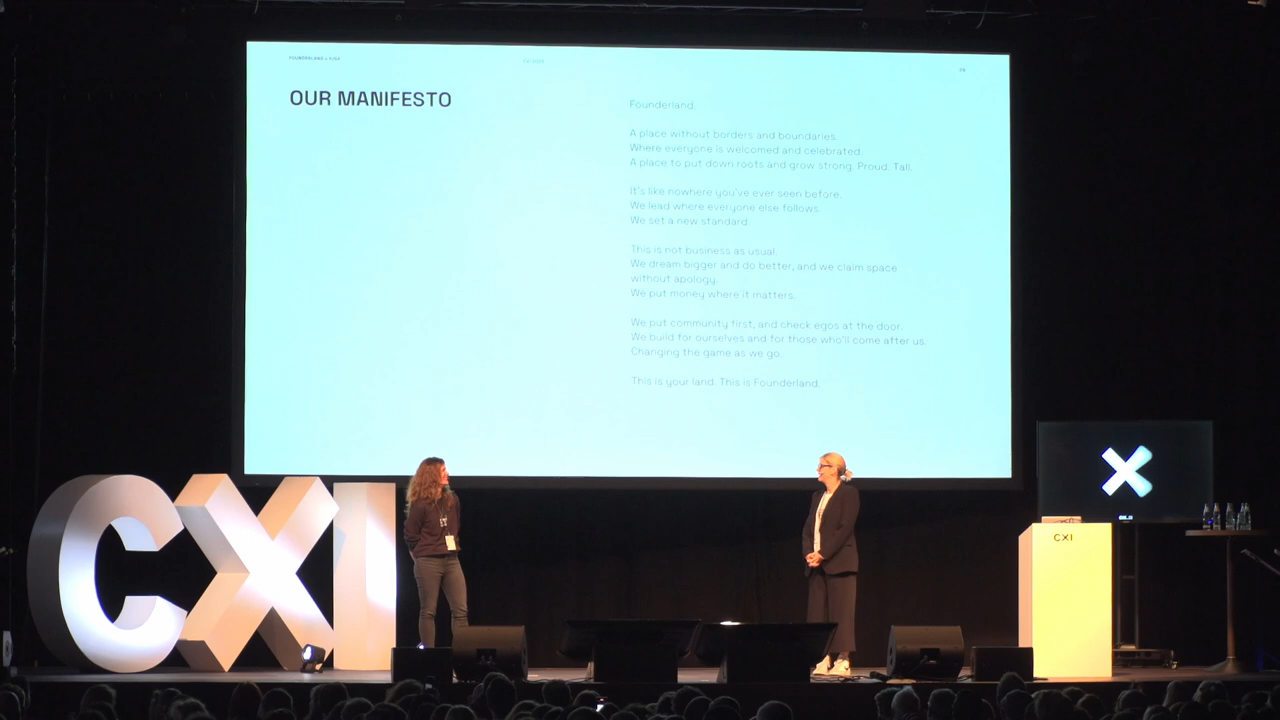 FOUNDERLAND x FJORD
OUR MANIFESTO
Founderland.
A place without borders and boundaries.
Where everyone is welcomed and celebrated.
A place to put down roots and grow strong. Proud. Tall.
It's like nowhere you've ever seen before.
We lead where everyone else follows.
We set a new standard.
This is not business as usual.
We dream bigger and do better, and we claim space
without apology.
We put money where it matters.
We put community first, and check egos at the door.
We build for ourselves and for those who'll come after us.
Changing the game as we go.
This is your land. This is Founderland.
CXI
CXI